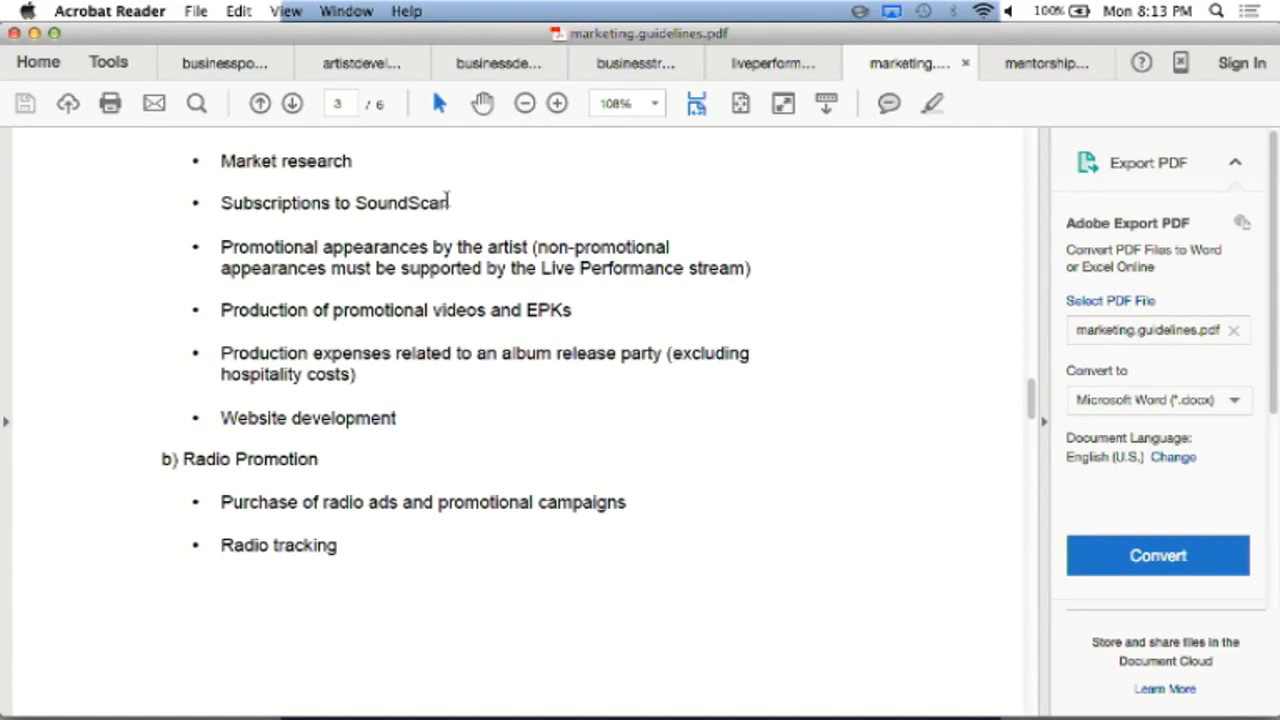 Acrobat Reader File Edit View Window Help 100% Mon 8:13 PM
marketing.guidelines.pdf
Home Tools businesspo... artistdevel... businessde... businesstr... liveperform... marketing.... × mentorship... Sign In
3 / 6 108%
• Market research
• Subscriptions to SoundScan
• Promotional appearances by the artist (non-promotional
appearances must be supported by the Live Performance stream)
• Production of promotional videos and EPKs
• Production expenses related to an album release party (excluding
hospitality costs)
• Website development
b) Radio Promotion
• Purchase of radio ads and promotional campaigns
• Radio tracking
Export PDF
Adobe Export PDF
Convert PDF Files to Word
or Excel Online
Select PDF File
marketing.guidelines.pdf ×
Convert to
Microsoft Word (*.docx)
Document Language:
English (U.S.) Change
Convert
Store and share files in the
Document Cloud
Learn More